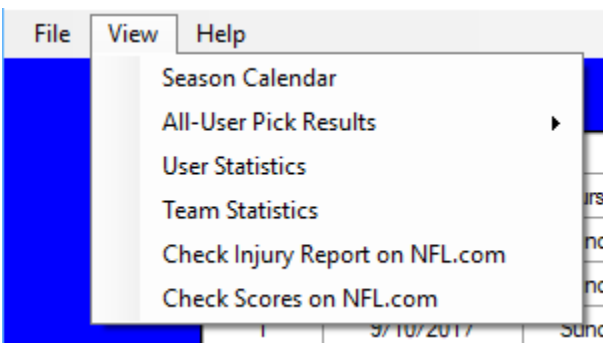 File View Help
Season Calendar
All-User Pick Results
User Statistics
Team Statistics
Check Injury Report on NFL.com
Check Scores on NFL.com
1 9/10/2017